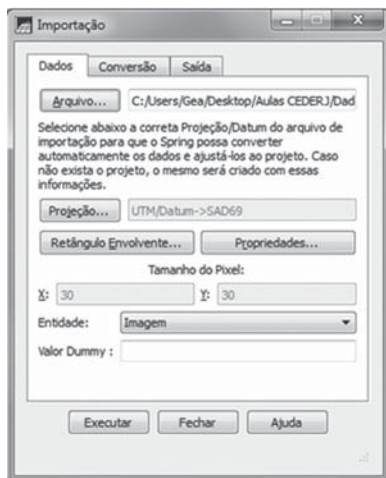 Importação
Dados Conversão Saída
Arquivo... C:/Users/Gea/Desktop/Aulas CEDERJ/Dad
Selecione abaixo a correta Projeção/Datum do arquivo de
importação para que o Spring possa converter
automaticamente os dados e ajustá-los ao projeto. Caso
não exista o projeto, o mesmo será criado com essas
informações.
Projeção... UTM/Datum->SAD69
Retângulo Envolvente... Propriedades...
Tamanho do Pixel:
X: 30 Y: 30
Entidade: Imagem
Valor Dummy :
Executar Fechar Ajuda